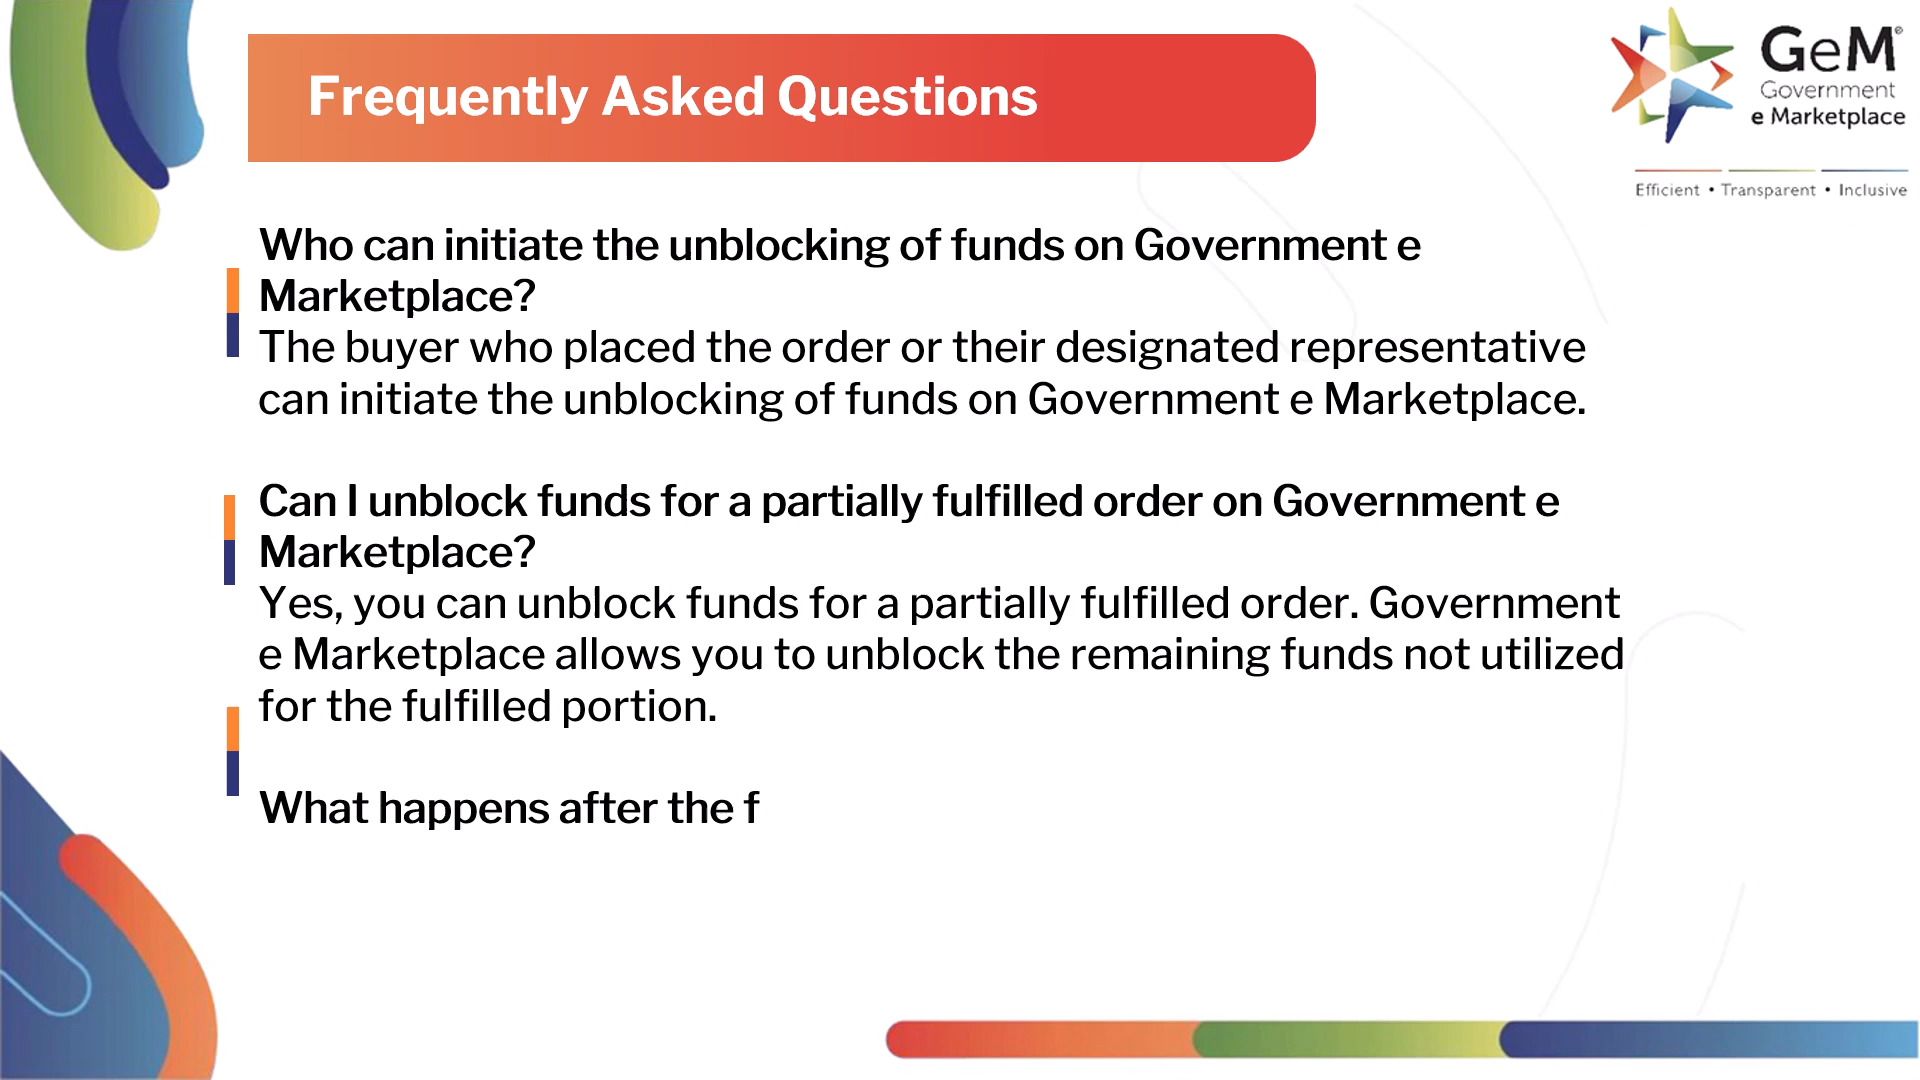 Frequently Asked Questions
GeM®
Government
e Marketplace
Efficient • Transparent • Inclusive
Who can initiate the unblocking of funds on Government e
Marketplace?
The buyer who placed the order or their designated representative
can initiate the unblocking of funds on Government e Marketplace.
Can I unblock funds for a partially fulfilled order on Government e
Marketplace?
Yes, you can unblock funds for a partially fulfilled order. Government
e Marketplace allows you to unblock the remaining funds not utilized
for the fulfilled portion.
What happens after the f